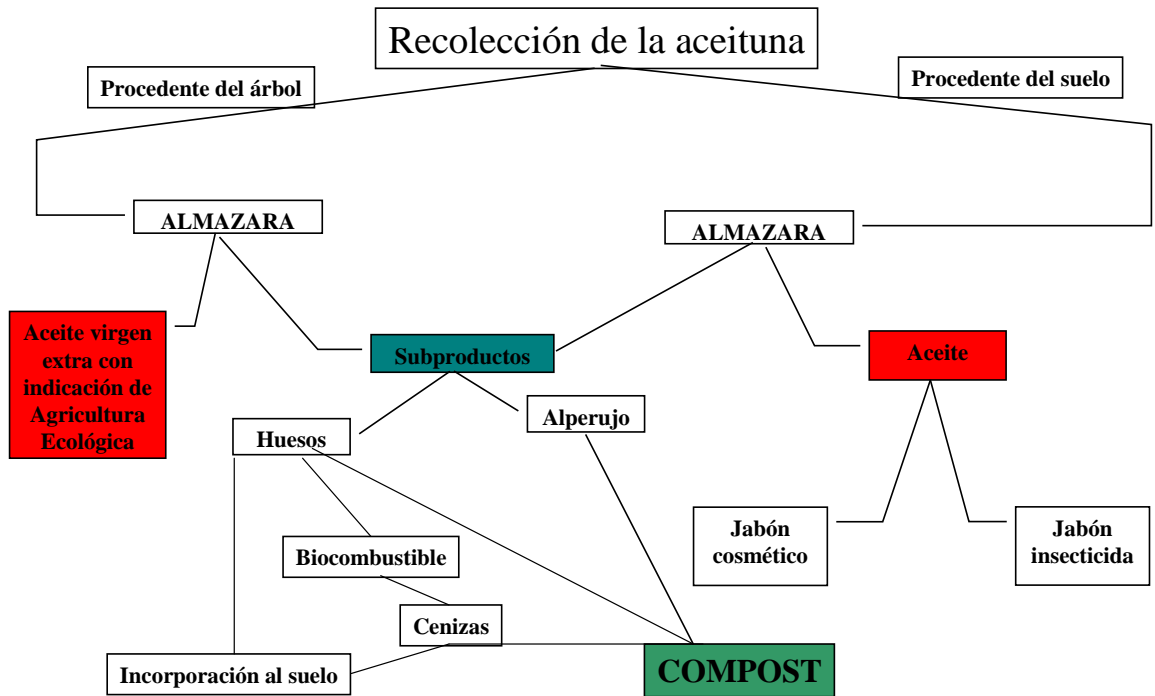 Recolección de la aceituna
Procedente del árbol
Procedente del suelo
ALMAZARA
ALMAZARA
Aceite virgen
extra con
indicación de
Agricultura
Ecológica
Subproductos
Aceite
Huesos
Alperujo
Biocombustible
Jabón
cosmético
Jabón
insecticida
Cenizas
Incorporación al suelo
COMPOST